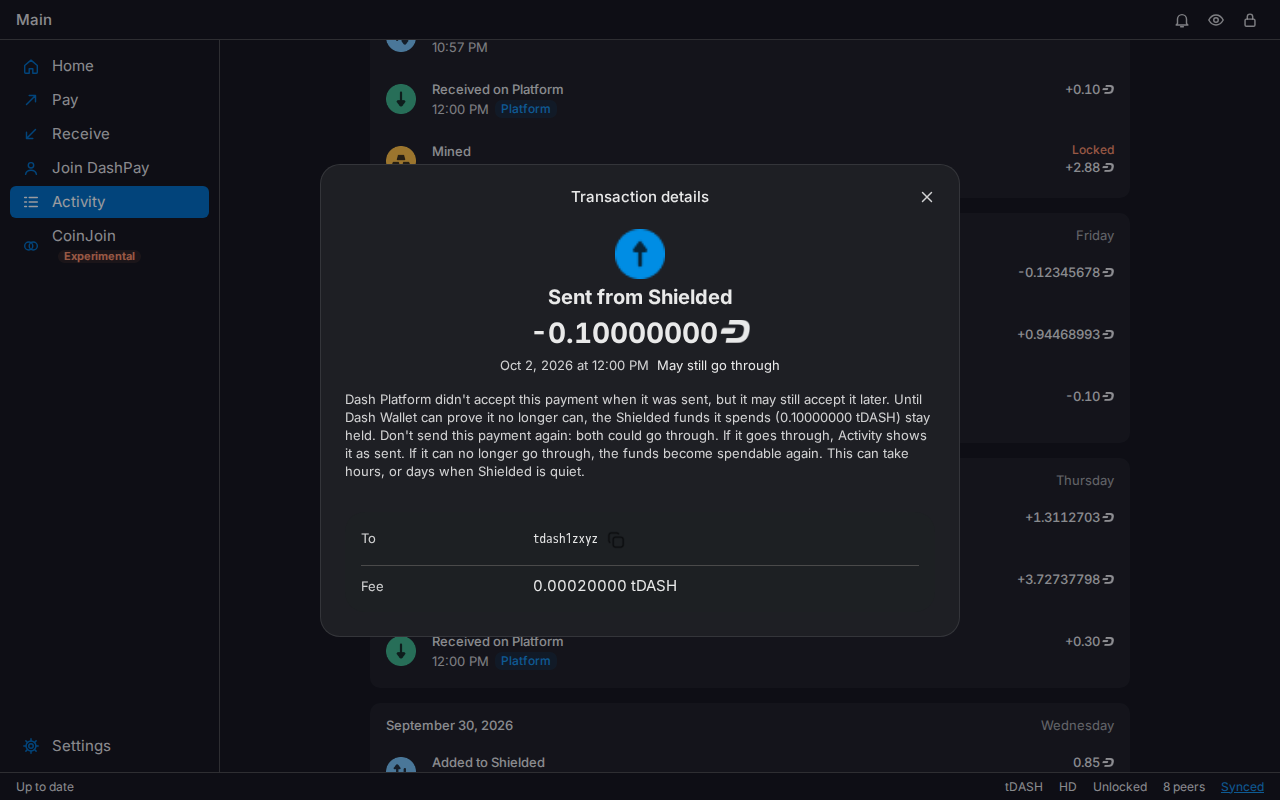 Main
Home
Pay
Receive
Join DashPay
Activity
CoinJoin
Experimental
Settings
10:57 PM
Received on Platform
+0.10
12:00 PM Platform
Mined
Locked
+2.88
Friday
-0.12345678
+0.94468993
-0.10
Thursday
+1.3112703
+3.72737798
Transaction details
Sent from Shielded
-0.10000000
Oct 2, 2026 at 12:00 PM May still go through
Dash Platform didn't accept this payment when it was sent, but it may still accept it later. Until
Dash Wallet can prove it no longer can, the Shielded funds it spends (0.10000000 tDASH) stay
held. Don't send this payment again: both could go through. If it goes through, Activity shows
it as sent. If it can no longer go through, the funds become spendable again. This can take
hours, or days when Shielded is quiet.
To tdash1zxyz
Fee 0.00020000 tDASH
Received on Platform
+0.30
12:00 PM Platform
September 30, 2026 Wednesday
Added to Shielded 0.85
Up to date tDASH HD Unlocked 8 peers Synced